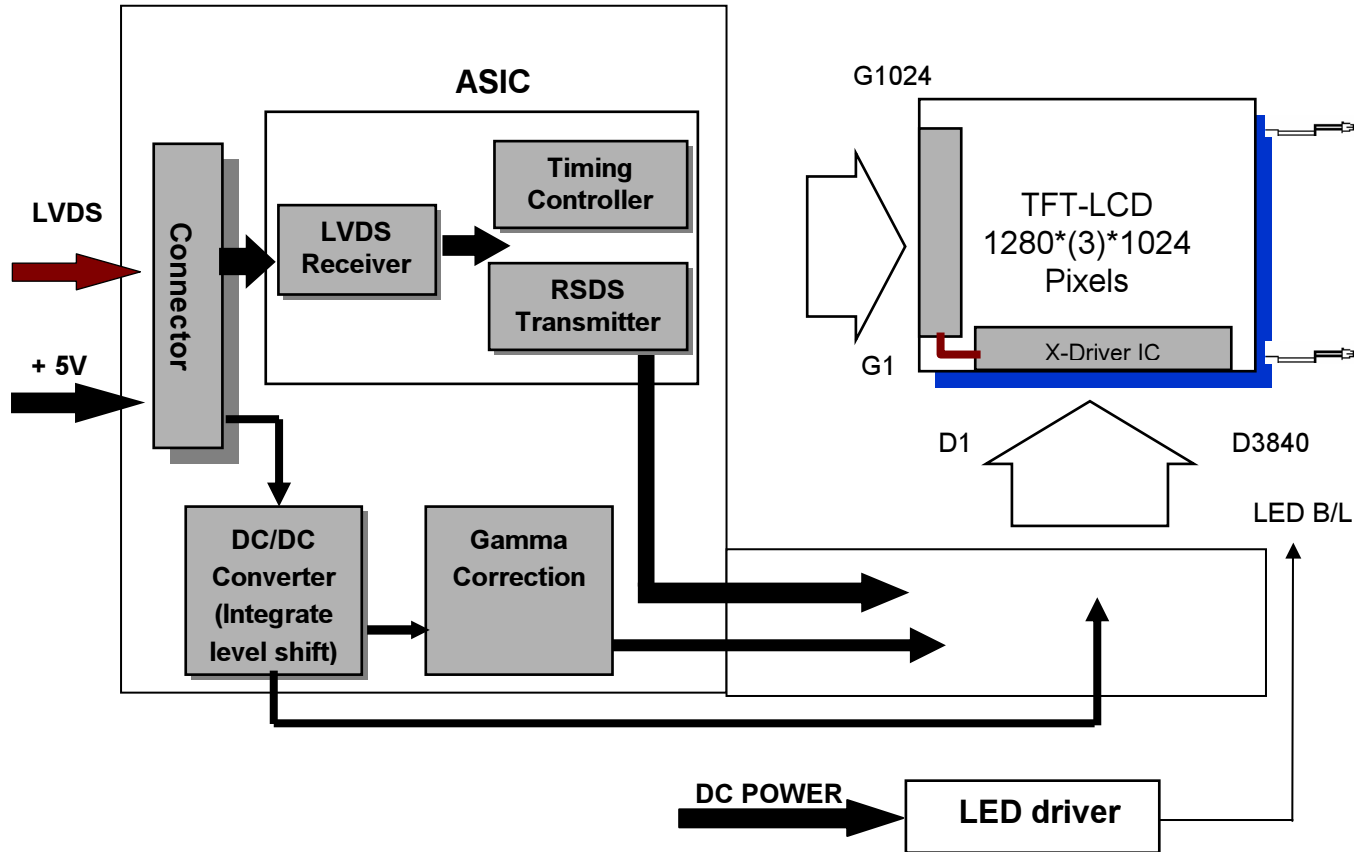 ASIC
G1024
Timing
Controller
LVDS
Connector
LVDS
Receiver
TFT-LCD
1280*(3)*1024
Pixels
RSDS
Transmitter
+ 5V
G1
X-Driver IC
D1
D3840
LED B/L
DC/DC
Converter
(Integrate
level shift)
Gamma
Correction
DC POWER
LED driver